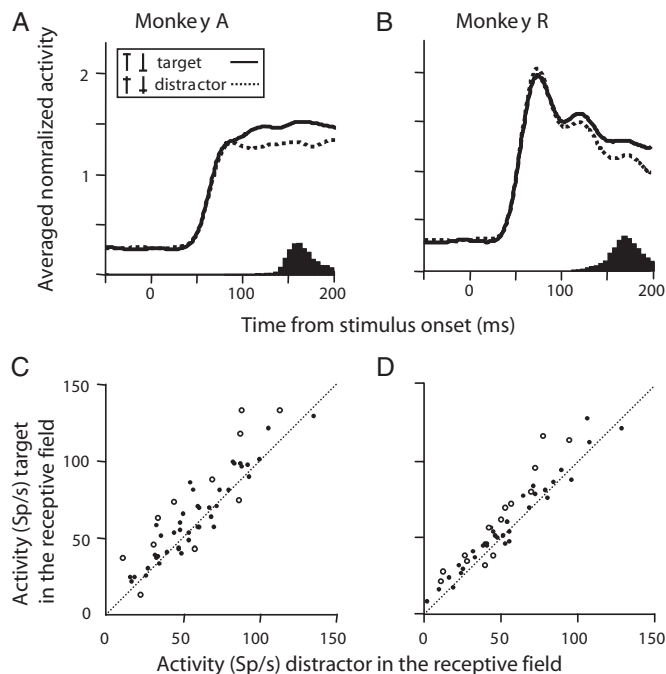 A Monkey A
B Monkey R
target
distractor
Averaged nomralized activity
2
1
0 100 200
0 100 200
Time from stimulus onset (ms)
C
D
Activity (Sp/s) target
in the receptive field
150
100
50
0
0 50 100 150
150
100
50
0
0 50 100 150
Activity (Sp/s) distractor in the receptive field